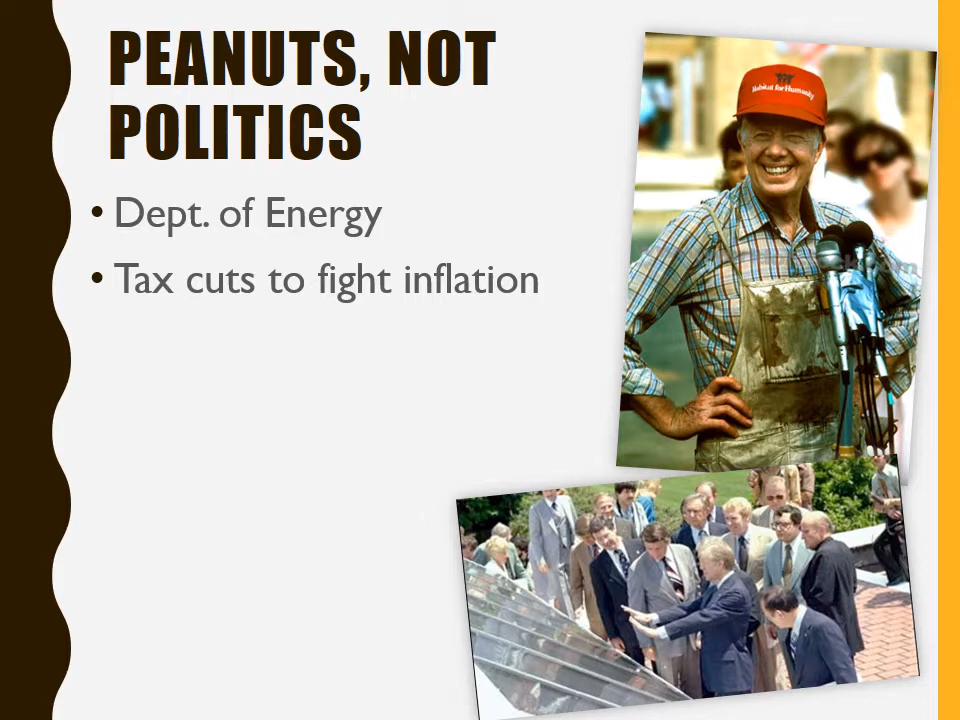 PEANUTS, NOT
POLITICS
• Dept. of Energy
• Tax cuts to fight inflation
Habitat for Humanity